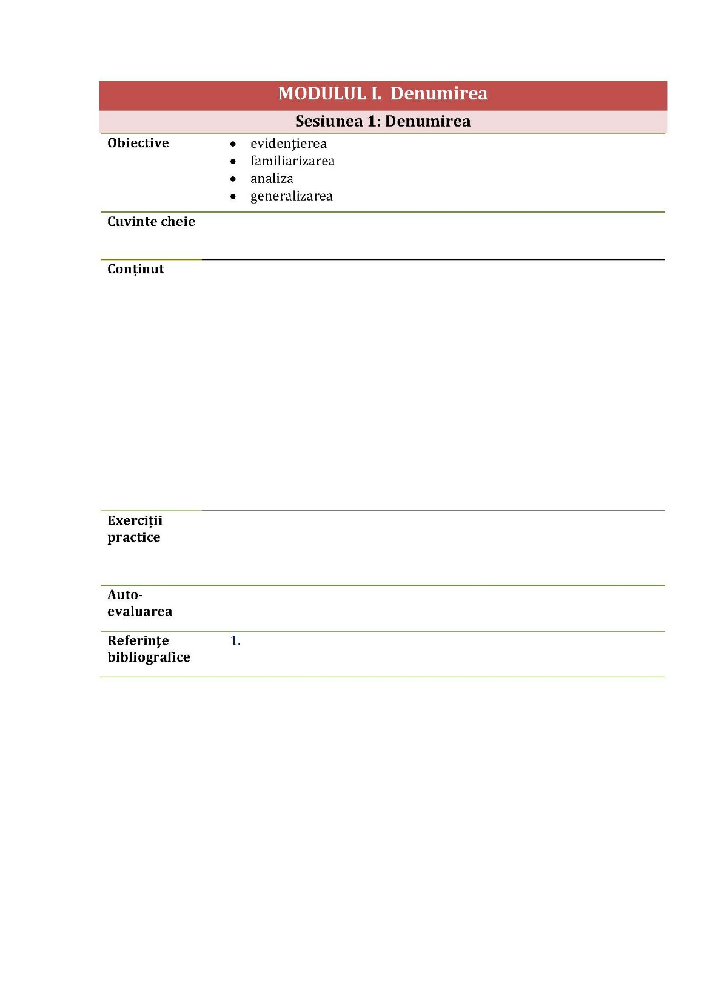 MODULUL I. Denumirea
Sesiunea 1: Denumirea
Obiective
• evidențierea
• familiarizarea
• analiza
• generalizarea
Cuvinte cheie
Conținut
Exerciții
practice
Auto-
evaluarea
Referinţe
bibliografice
1.